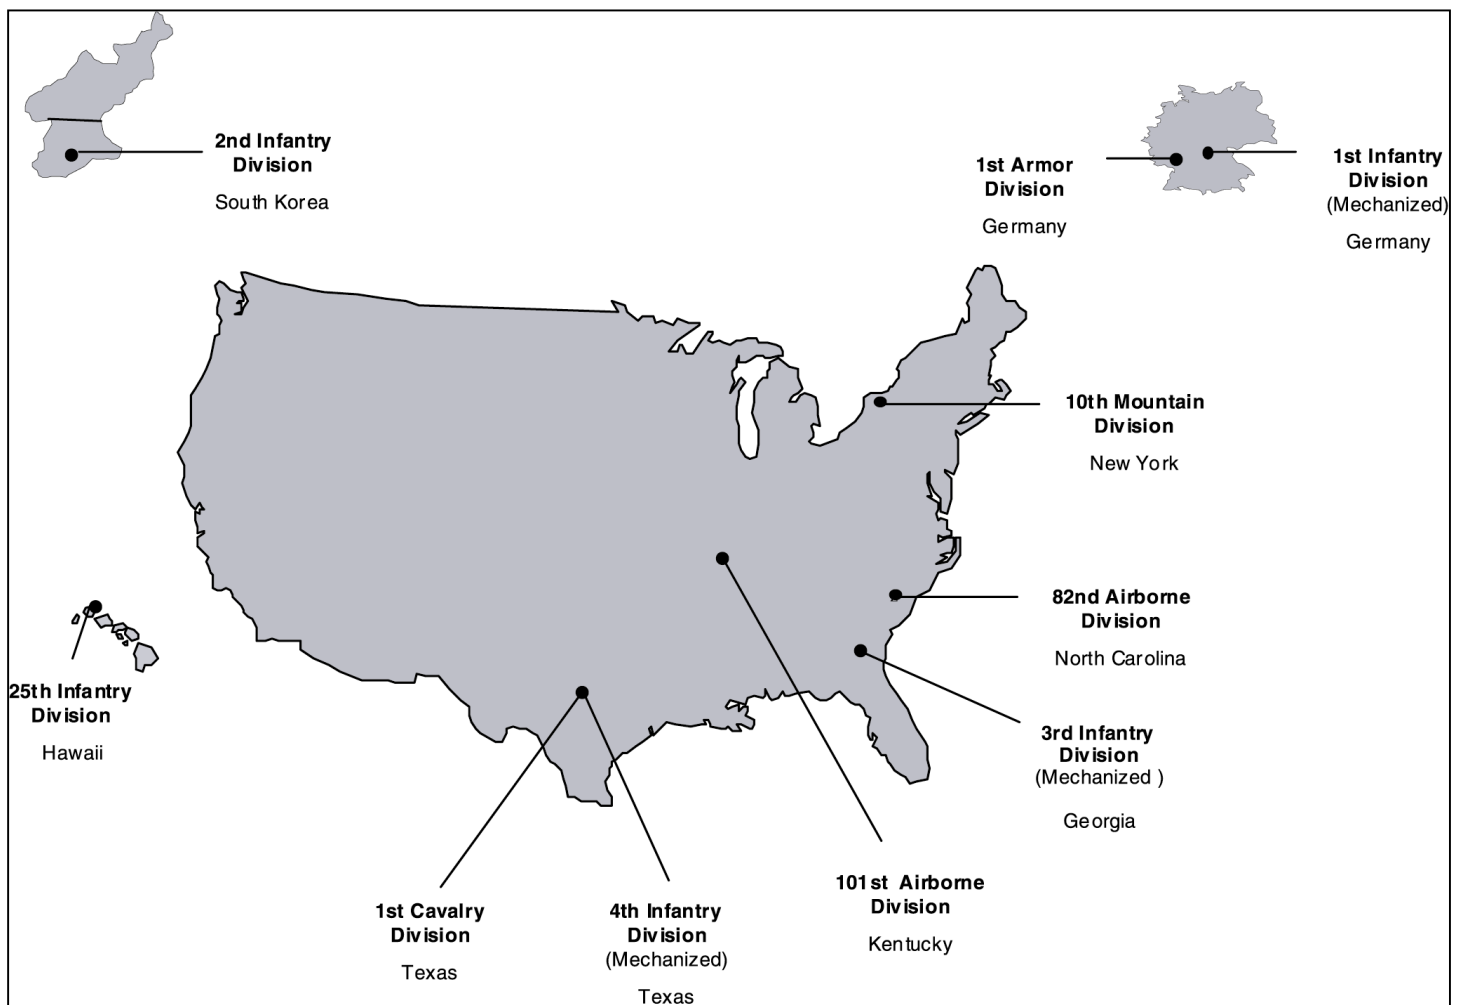 2nd Infantry
Division
South Korea
1st Armor
Division
Germany
1st Infantry
Division
(Mechanized)
Germany
10th Mountain
Division
New York
82nd Airborne
Division
North Carolina
25th Infantry
Division
Hawaii
3rd Infantry
Division
(Mechanized )
Georgia
101st Airborne
Division
Kentucky
1st Cavalry
Division
Texas
4th Infantry
Division
(Mechanized)
Texas